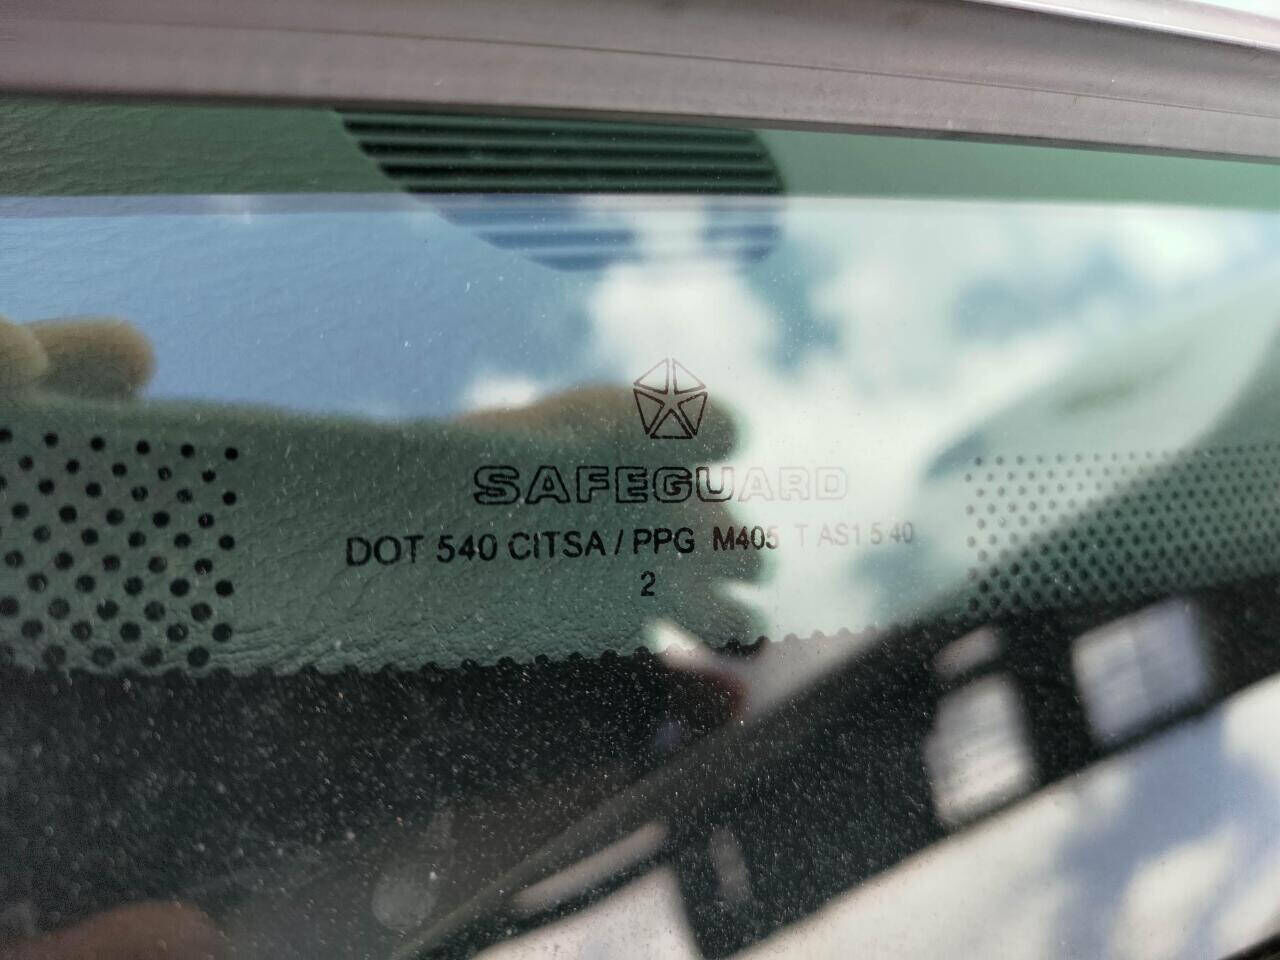 SAFEGUARD
DOT 540 CITSA / PPG M405 T AS1 5 40
2